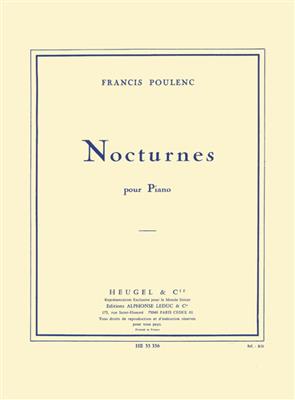 FRANCIS POULENC
Nocturnes
pour Piano
HEUGEL & Cie
Représentation Exclusive pour le Monde Entier
Editions ALPHONSE LEDUC & Cie
175, rue Saint-Honoré 75040 PARIS CEDEX 01
Tous droits de reproduction et d'exécution réservés
pour tous pays.
Printed in France
HE 33 356